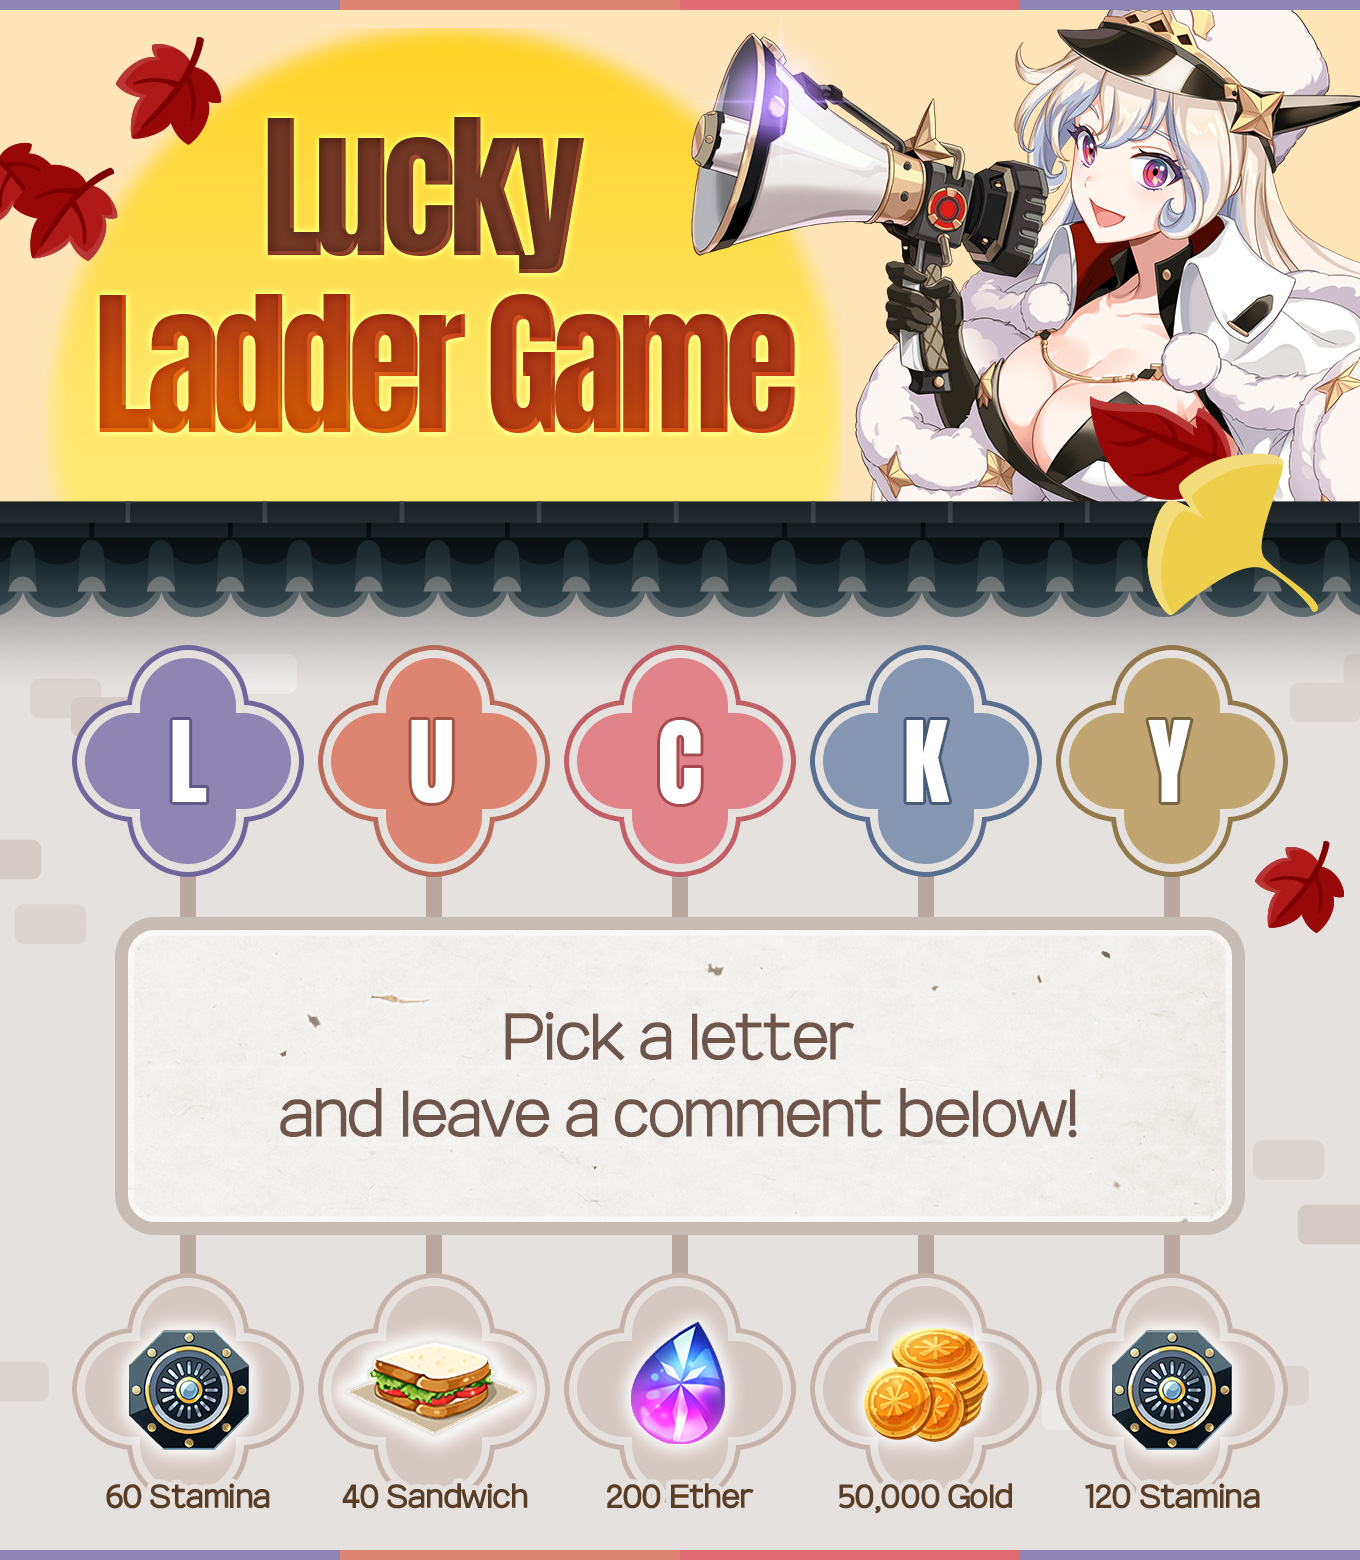 Lucky
Ladder Game
L U C K Y
Pick a letter
and leave a comment below!
60 Stamina 40 Sandwich 200 Ether 50,000 Gold 120 Stamina